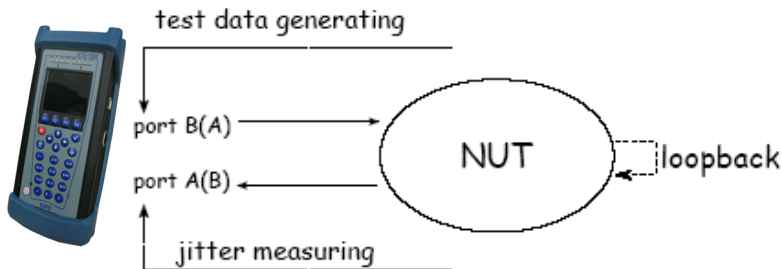 test data generating
port B(A)
NUT
loopback
port A(B)
jitter measuring